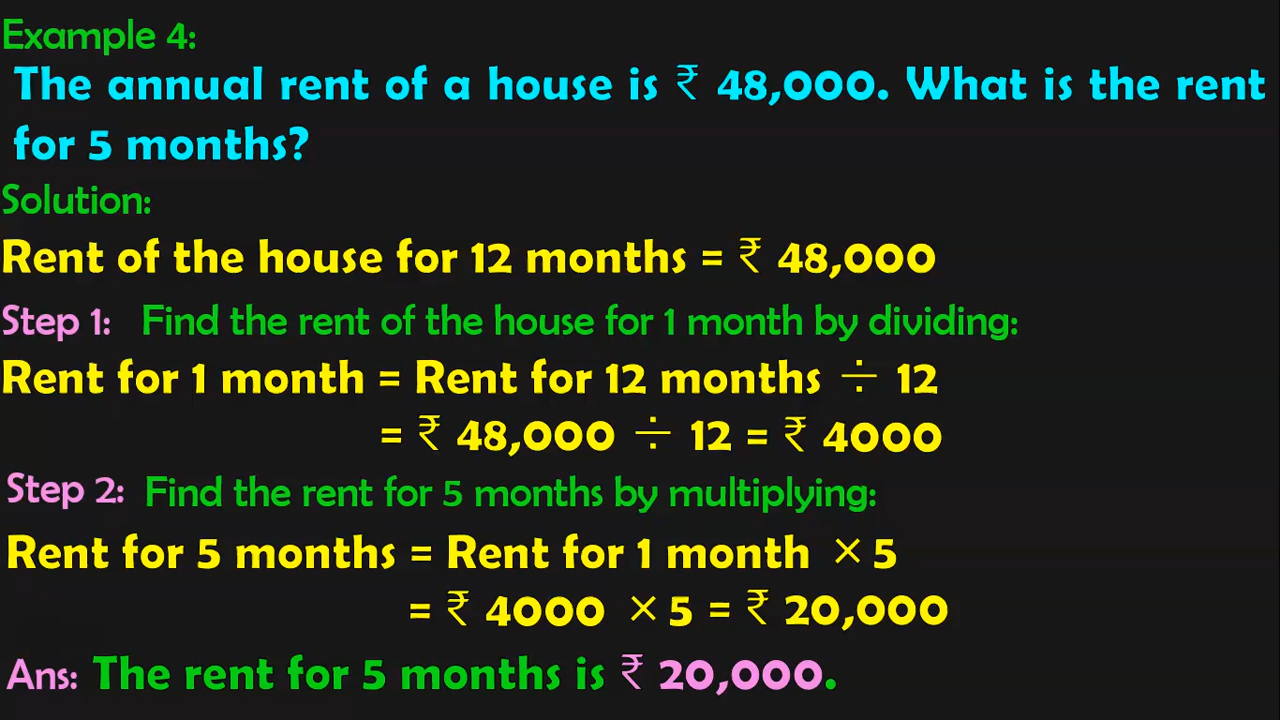 Example 4:
The annual rent of a house is ₹ 48,000. What is the rent
for 5 months?
Solution:
Rent of the house for 12 months = ₹ 48,000
Step 1: Find the rent of the house for 1 month by dividing:
Rent for 1 month = Rent for 12 months ÷ 12
= ₹ 48,000 ÷ 12 = ₹ 4000
Step 2: Find the rent for 5 months by multiplying:
Rent for 5 months = Rent for 1 month × 5
= ₹ 4000 × 5 = ₹ 20,000
Ans: The rent for 5 months is ₹ 20,000.